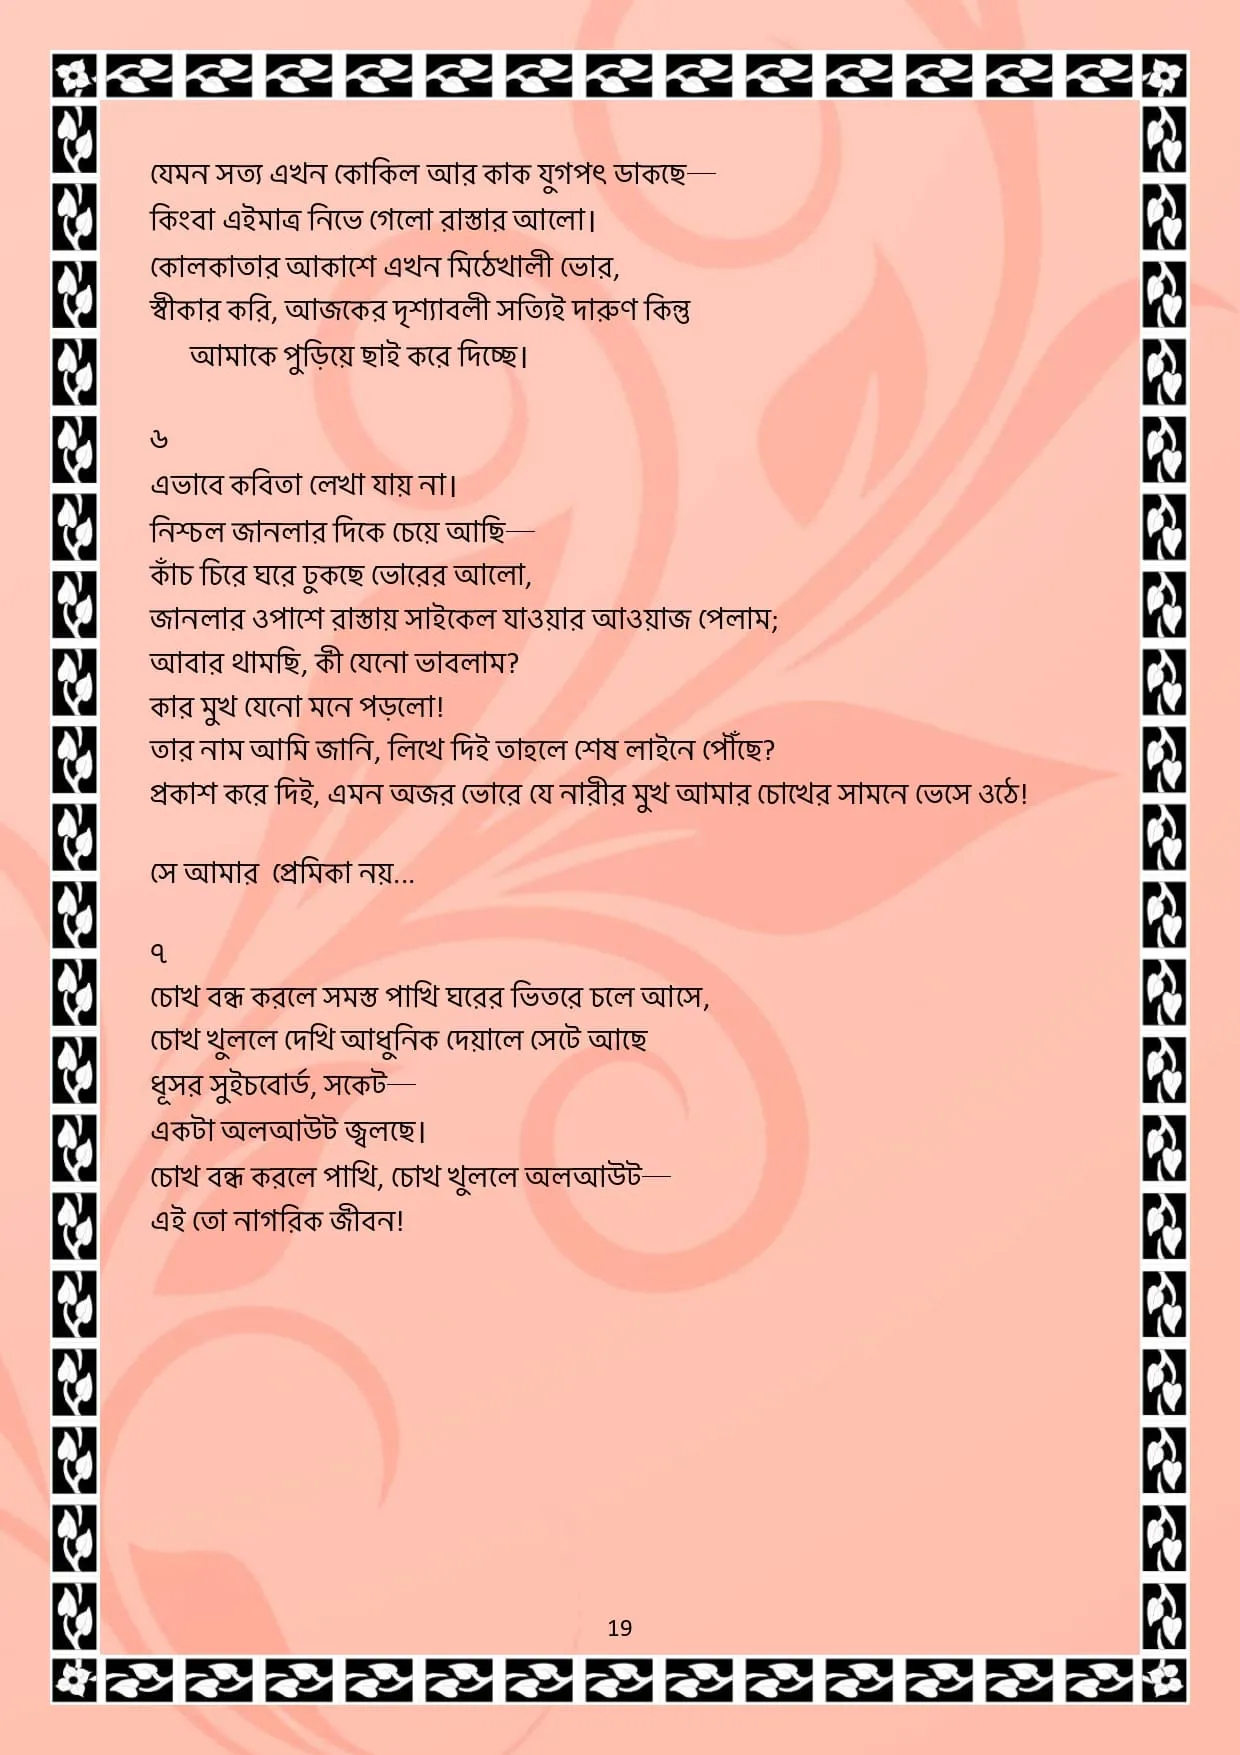 যেমন সত্য এখন কোকিল আর কাক যুগপৎ ডাকছে—
কিংবা এইমাত্র নিভে গেলো রাস্তার আলো।
কোলকাতার আকাশে এখন মিঠেখালী ভোর,
স্বীকার করি, আজকের দৃশ্যাবলী সত্যিই দারুণ কিন্তু
আমাকে পুড়িয়ে ছাই করে দিচ্ছে।
৬
এভাবে কবিতা লেখা যায় না।
নিশ্চল জানলার দিকে চেয়ে আছি—
কাঁচ চিরে ঘরে ঢুকছে ভোরের আলো,
জানলার ওপাশে রাস্তায় সাইকেল যাওয়ার আওয়াজ পেলাম;
আবার থামছি, কী যেনো ভাবলাম?
কার মুখ যেনো মনে পড়লো!
তার নাম আমি জানি, লিখে দিই তাহলে শেষ লাইনে পৌঁছে?
প্রকাশ করে দিই, এমন অজর ভোরে যে নারীর মুখ আমার চোখের সামনে ভেসে ওঠে!
সে আমার প্রেমিকা নয়...
৭
চোখ বন্ধ করলে সমস্ত পাখি ঘরের ভিতরে চলে আসে,
চোখ খুললে দেখি আধুনিক দেয়ালে সেটে আছে
ধূসর সুইচবোর্ড, সকেট—
একটা অলআউট জ্বলছে।
চোখ বন্ধ করলে পাখি, চোখ খুললে অলআউট—
এই তো নাগরিক জীবন!
19